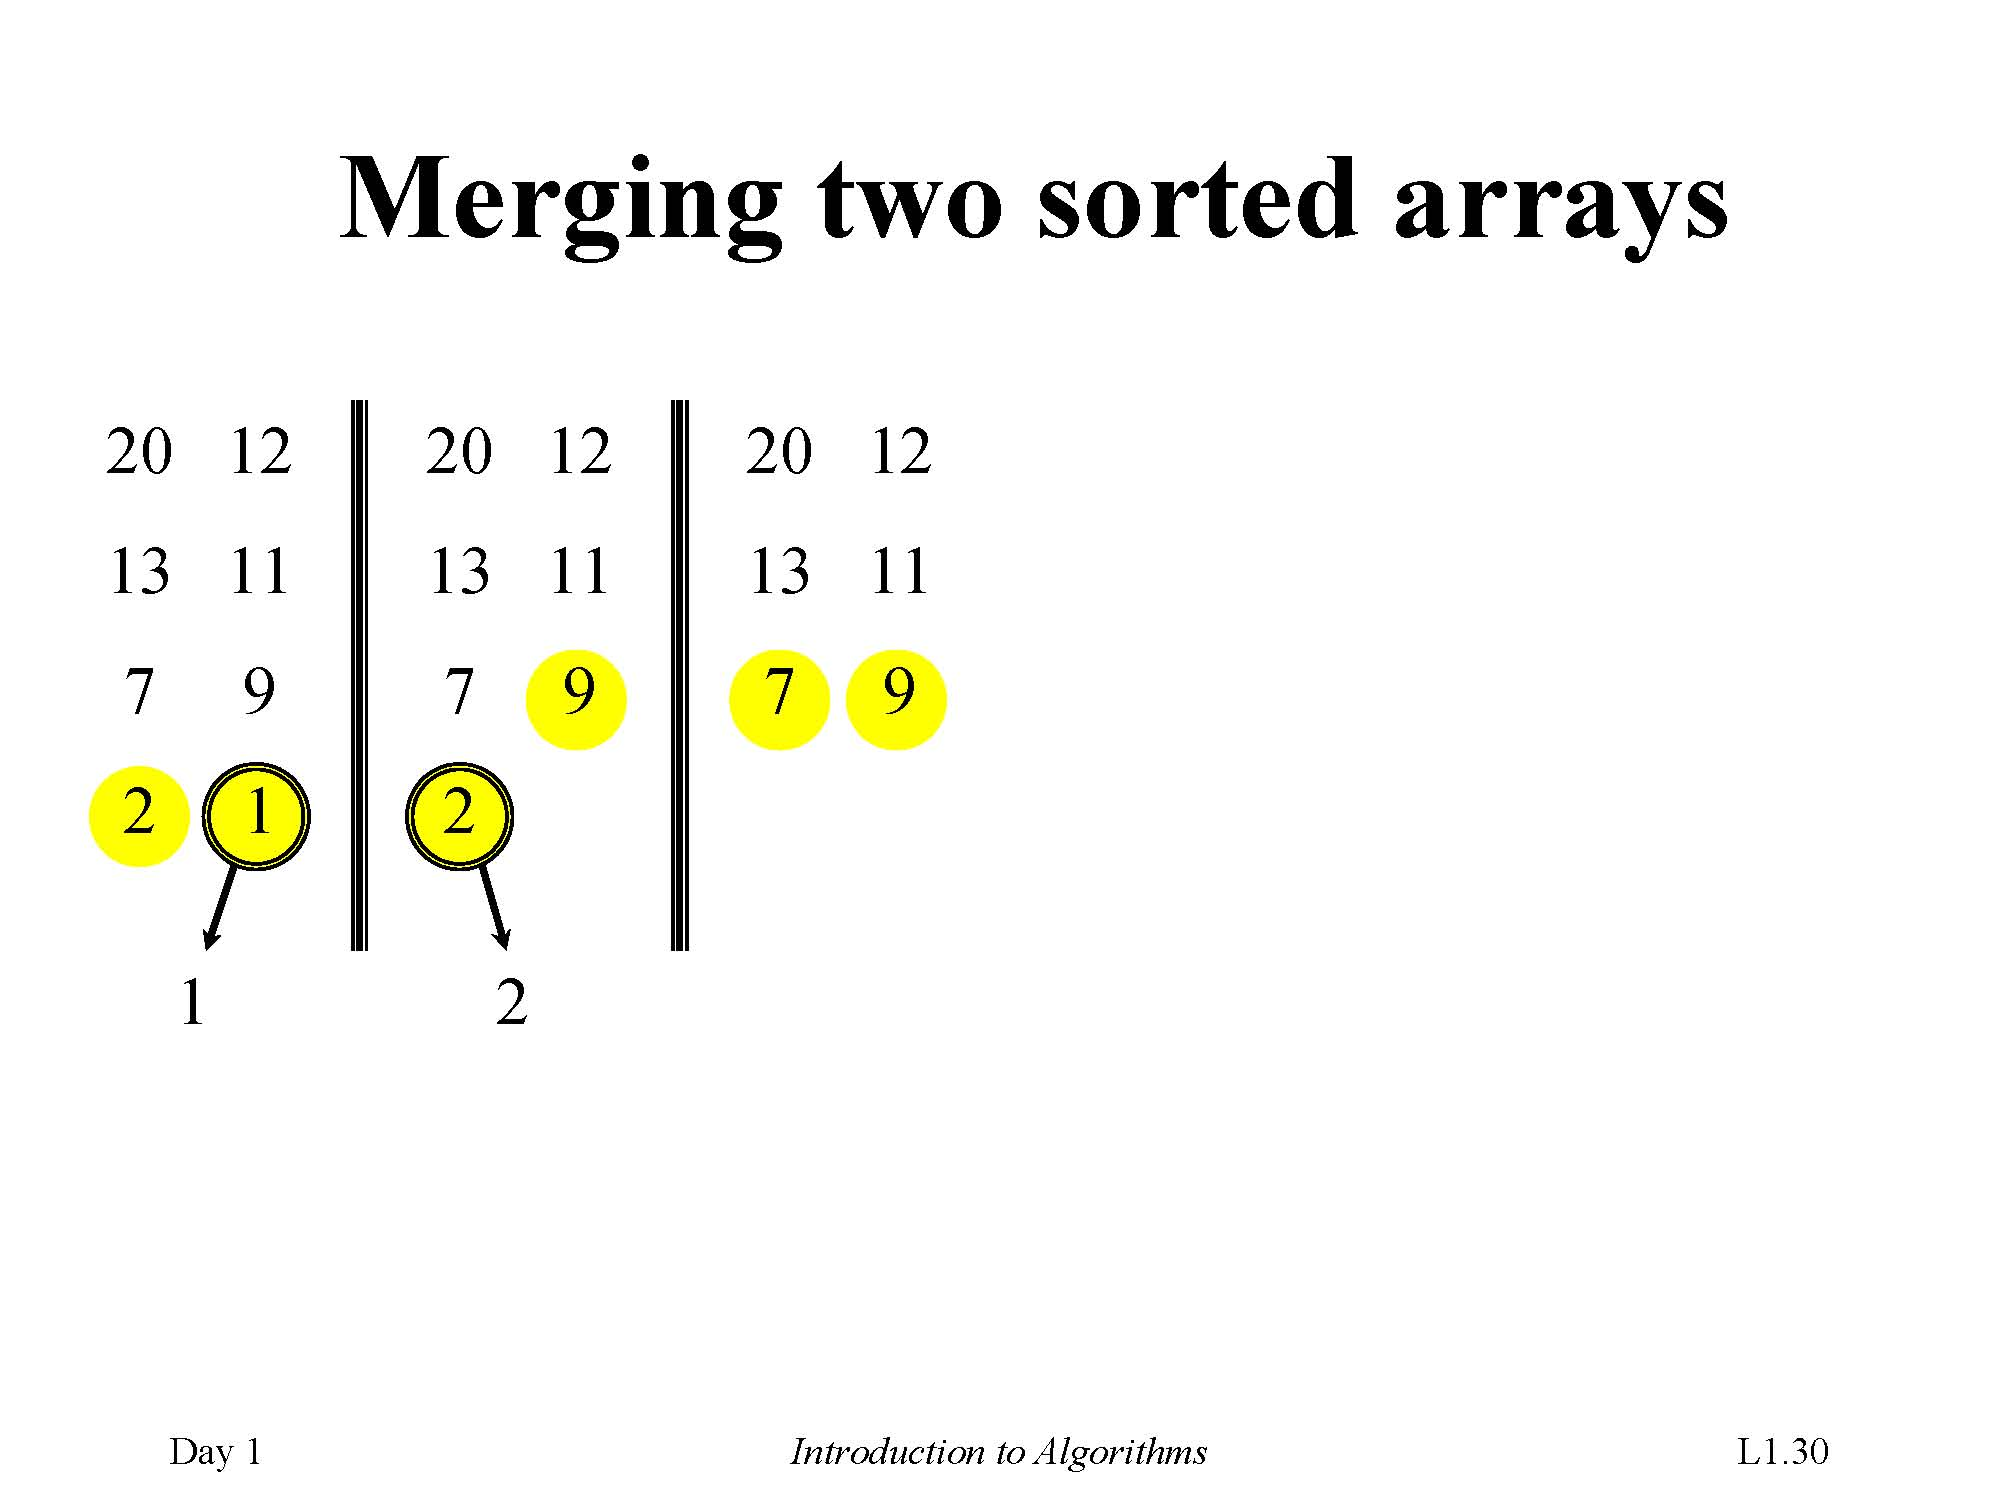 Merging two sorted arrays
20 12 20 12 20 12
13 11 13 11 13 11
7 9 7 9 7 9
2 1 2
1 2
Day 1 Introduction to Algorithms L1.30